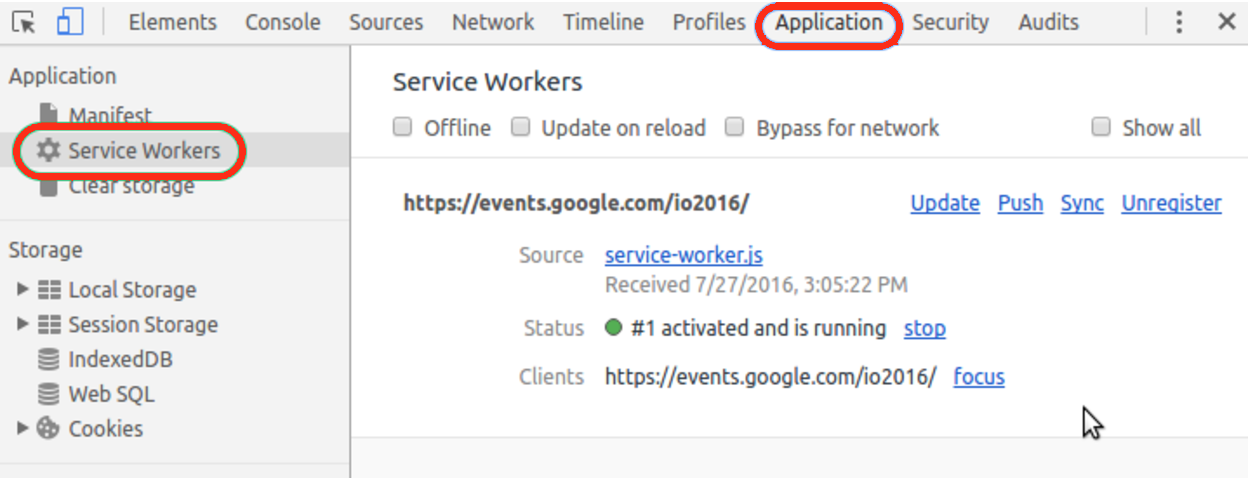 Elements Console Sources Network Timeline Profiles Application Security Audits
Application
Manifest
Service Workers
Clear storage
Storage
Local Storage
Session Storage
IndexedDB
Web SQL
Cookies
Service Workers
Offline Update on reload Bypass for network Show all
https://events.google.com/io2016/ Update Push Sync Unregister
Source service-worker.js
Received 7/27/2016, 3:05:22 PM
Status #1 activated and is running stop
Clients https://events.google.com/io2016/ focus